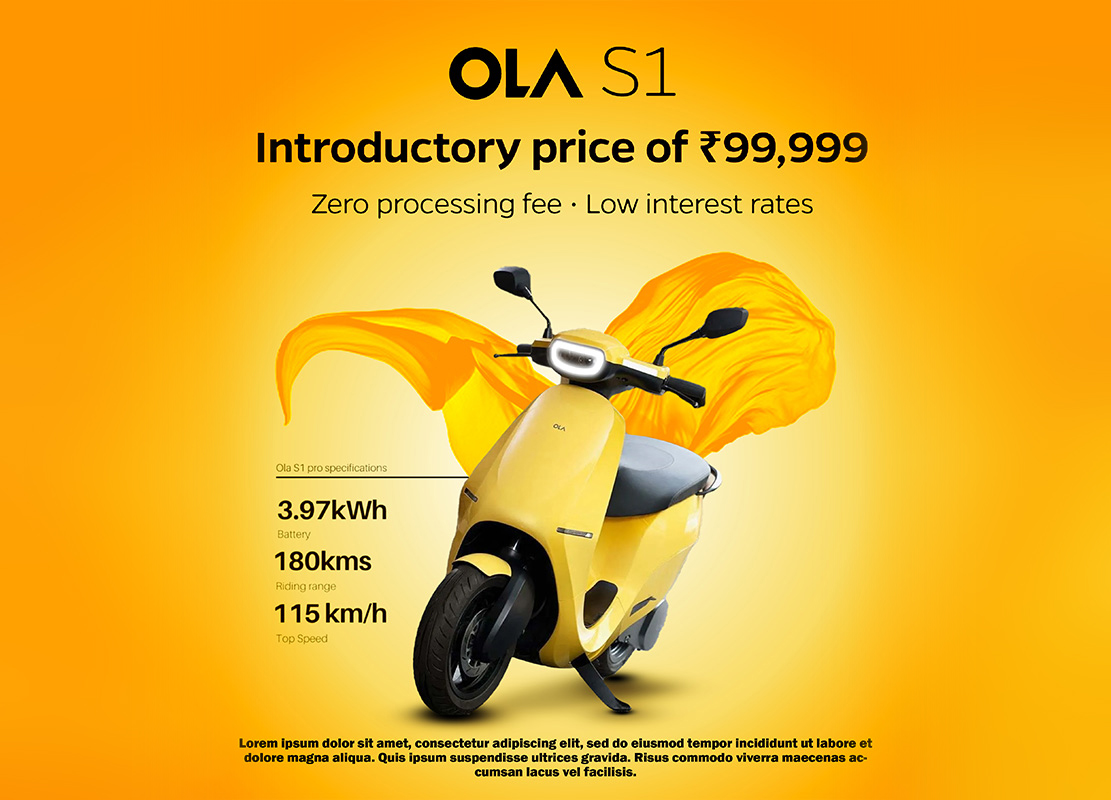 OLA S1
Introductory price of ₹99,999
Zero processing fee · Low interest rates
OLA
Ola S1 pro specifications
3.97kWh
Battery
180kms
Riding range
115 km/h
Top Speed
Lorem ipsum dolor sit amet, consectetur adipiscing elit, sed do eiusmod tempor incididunt ut labore et
dolore magna aliqua. Quis ipsum suspendisse ultrices gravida. Risus commodo viverra maecenas ac-
cumsan lacus vel facilisis.